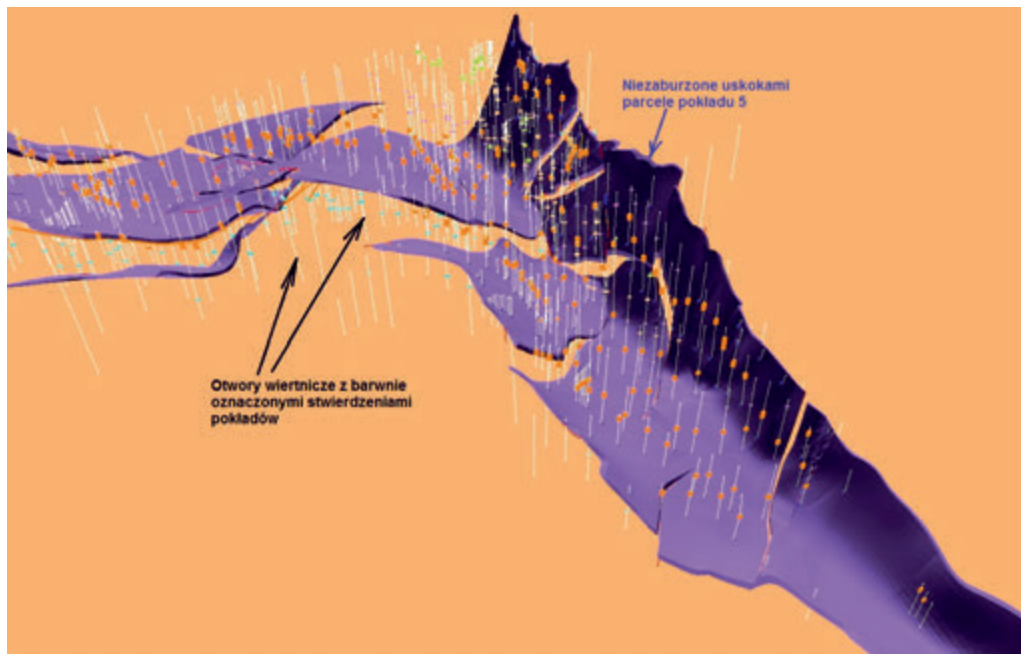 Niezaburzone uskokami
parcele pokładu 5
Otwory wiertnicze z barwnie
oznaczonymi stwierdzeniami
pokładów